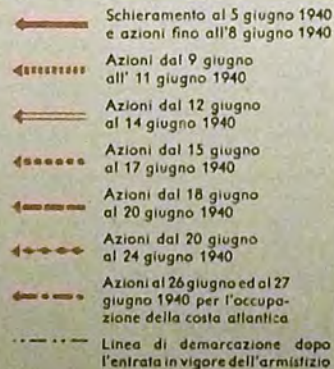 Schieramento al 5 giugno 1940
e azioni fino all'8 giugno 1940
Azioni dal 9 giugno
all' 11 giugno 1940
Azioni dal 12 giugno
al 14 giugno 1940
Azioni dal 15 giugno
al 17 giugno 1940
Azioni dal 18 giugno
al 20 giugno 1940
Azioni dal 20 giugno
al 24 giugno 1940
Azioni al 26 giugno ed al 27
giugno 1940 per l'occupa-
zione della costa atlantica
Linea di demarcazione dopo
l'entrata in vigore dell'armistizio